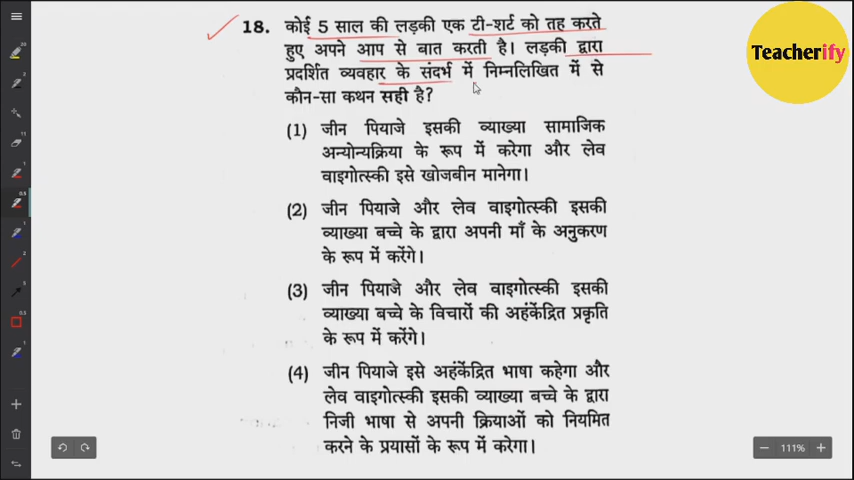 Teacherify
18. कोई 5 साल की लड़की एक टी-शर्ट को तह करते
हुए अपने आप से बात करती है। लड़की द्वारा
प्रदर्शित व्यवहार के संदर्भ में निम्नलिखित में से
कौन-सा कथन सही है?
(1) जीन पियाजे इसकी व्याख्या सामाजिक
अन्योन्यक्रिया के रूप में करेगा और लेव
वाइगोत्स्की इसे खोजबीन मानेगा।
(2) जीन पियाजे और लेव वाइगोत्स्की इसकी
व्याख्या बच्चे के द्वारा अपनी माँ के अनुकरण
के रूप में करेंगे।
(3) जीन पियाजे और लेव वाइगोत्स्की इसकी
व्याख्या बच्चे के विचारों की अहंकेंद्रित प्रकृति
के रूप में करेंगे।
(4) जीन पियाजे इसे अहंकेंद्रित भाषा कहेगा और
लेव वाइगोत्स्की इसकी व्याख्या बच्चे के द्वारा
निजी भाषा से अपनी क्रियाओं को नियमित
करने के प्रयासों के रूप में करेगा।
111%